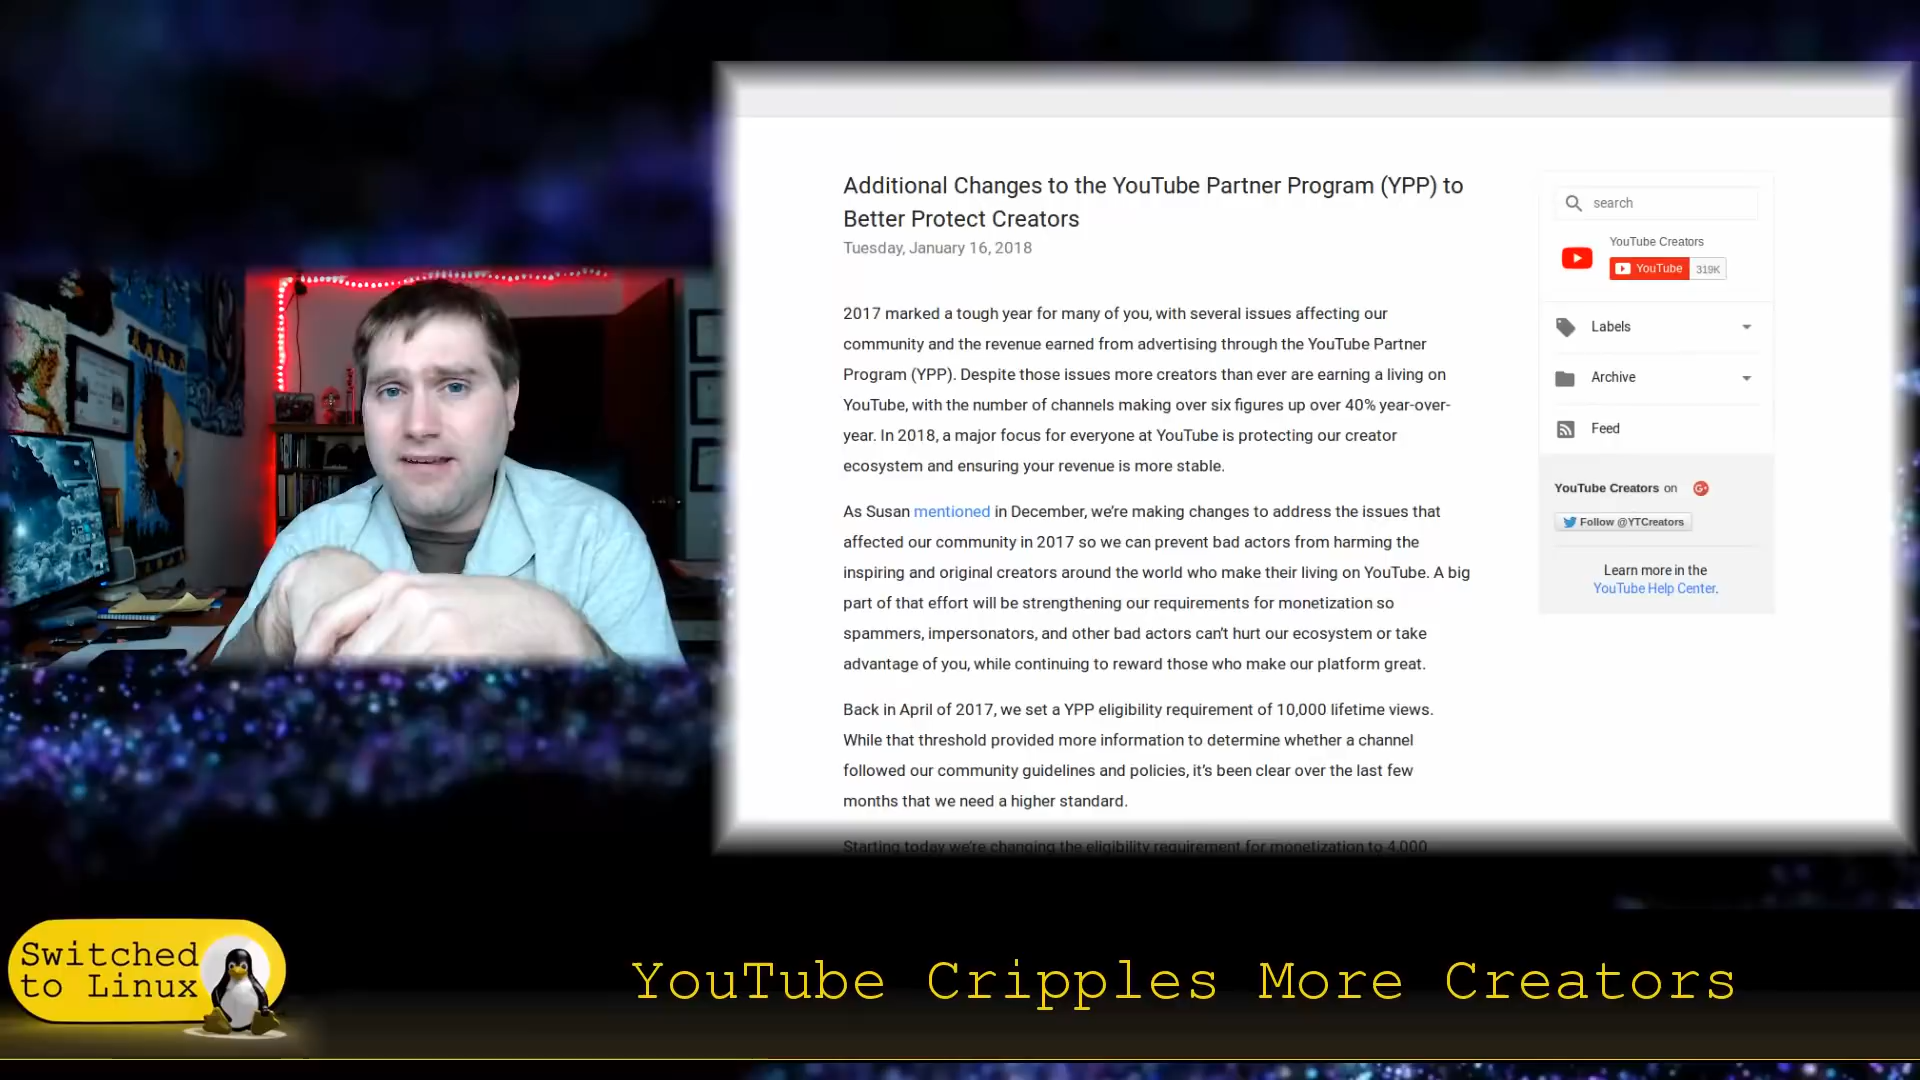 Additional Changes to the YouTube Partner Program (YPP) to
Better Protect Creators
Tuesday, January 16, 2018
2017 marked a tough year for many of you, with several issues affecting our
community and the revenue earned from advertising through the YouTube Partner
Program (YPP). Despite those issues more creators than ever are earning a living on
YouTube, with the number of channels making over six figures up over 40% year-over-
year. In 2018, a major focus for everyone at YouTube is protecting our creator
ecosystem and ensuring your revenue is more stable.
As Susan mentioned in December, we’re making changes to address the issues that
affected our community in 2017 so we can prevent bad actors from harming the
inspiring and original creators around the world who make their living on YouTube. A big
part of that effort will be strengthening our requirements for monetization so
spammers, impersonators, and other bad actors can’t hurt our ecosystem or take
advantage of you, while continuing to reward those who make our platform great.
Back in April of 2017, we set a YPP eligibility requirement of 10,000 lifetime views.
While that threshold provided more information to determine whether a channel
followed our community guidelines and policies, it’s been clear over the last few
months that we need a higher standard.
Starting today we’re changing the eligibility requirement for monetization to 4,000
search
YouTube Creators
YouTube 319K
Labels
Archive
Feed
YouTube Creators on G+
Follow @YTCreators
Learn more in the
YouTube Help Center.
Switched
to Linux
YouTube Cripples More Creators